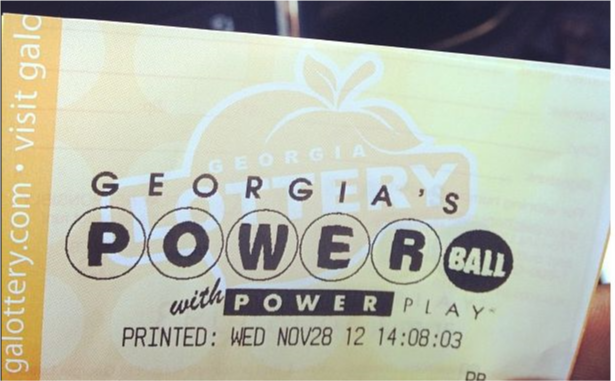 galottery.com • visit galo
GEORGIA
LOTTERY
GEORGIA'S
POWER BALL
with POWER PLAY
PRINTED: WED NOV28 12 14:08:03